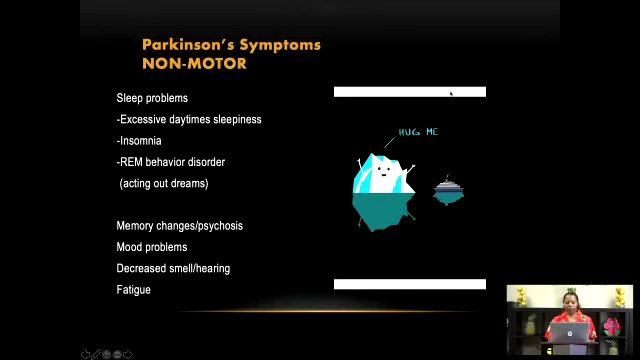 Parkinson's Symptoms
NON-MOTOR
Sleep problems
-Excessive daytimes sleepiness
-Insomnia
-REM behavior disorder
(acting out dreams)
Memory changes/psychosis
Mood problems
Decreased smell/hearing
Fatigue
HUG ME